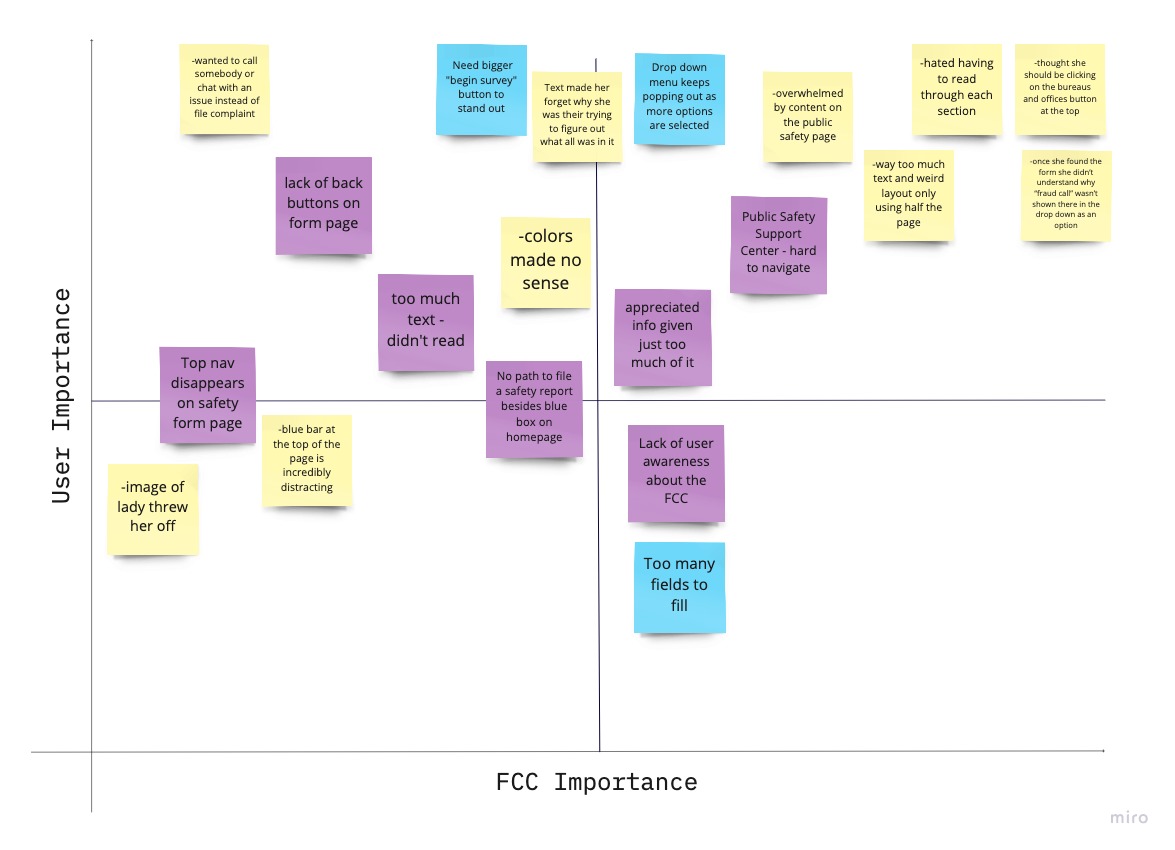 -wanted to call
somebody or
chat with an
issue instead of
file complaint
Need bigger
"begin survey"
button to
stand out
Text made her
forget why she
was their trying
to figure out
what all was in it
Drop down
menu keeps
popping out as
more options
are selected
-overwhelmed
by content on
the public
safety page
-hated having
to read
through each
section
-thought she
should be clicking
on the bureaus
and offices button
at the top
lack of back
buttons on
form page
-way too much
text and weird
layout only
using half the
page
-once she found the
form she didn't
understand why
"fraud call" wasn't
shown there in the
drop down as an
option
-colors
made no
sense
Public Safety
Support
Center - hard
to navigate
too much
text -
didn't read
appreciated
info given
just too
much of it
Top nav
disappears
on safety
form page
No path to file
a safety report
besides blue
box on
homepage
-blue bar at
the top of the
page is
incredibly
distracting
Lack of user
awareness
about the
FCC
-image of
lady threw
her off
Too many
fields to
fill
User Importance
FCC Importance
miro